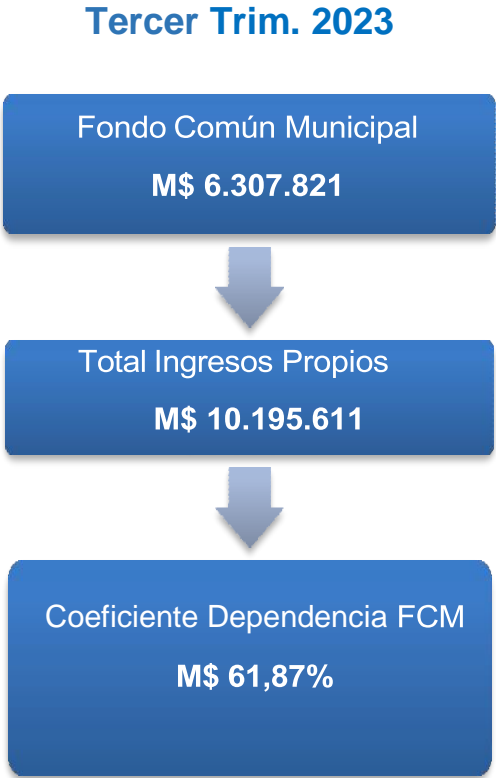 Tercer Trim. 2023
Fondo Común Municipal
M$ 6.307.821
Total Ingresos Propios
M$ 10.195.611
Coeficiente Dependencia FCM
M$ 61,87%